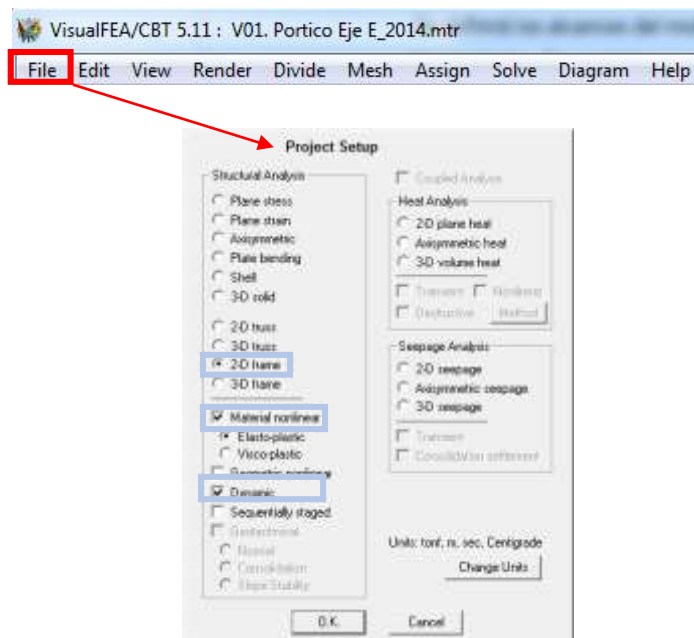 VisualFEA/CBT 5.11 : V01. Portico Eje E_2014.mtr
File Edit View Render Divide Mesh Assign Solve Diagram Help
Project Setup
Structural Analysis
Plane stress
Plane strain
Axisymmetric
Plate bending
Shell
3-D solid
2-D truss
3-D truss
2-D frame
3-D frame
Material nonlinear
Elasto-plastic
Visco-plastic
Geometric nonlinear
Dynamic
Sequentially staged
Geotechnical
Normal
Consolidation
Slope Stability
Coupled Analysis
Heat Analysis
2-D plane heat
Axisymmetric heat
3-D volume heat
Transient Nonlinear
Destructive Method
Seepage Analysis
2-D seepage
Axisymmetric seepage
3-D seepage
Transient
Consolidation settlement
Units: tonf, m, sec, Centigrade
Change Units
O.K. Cancel